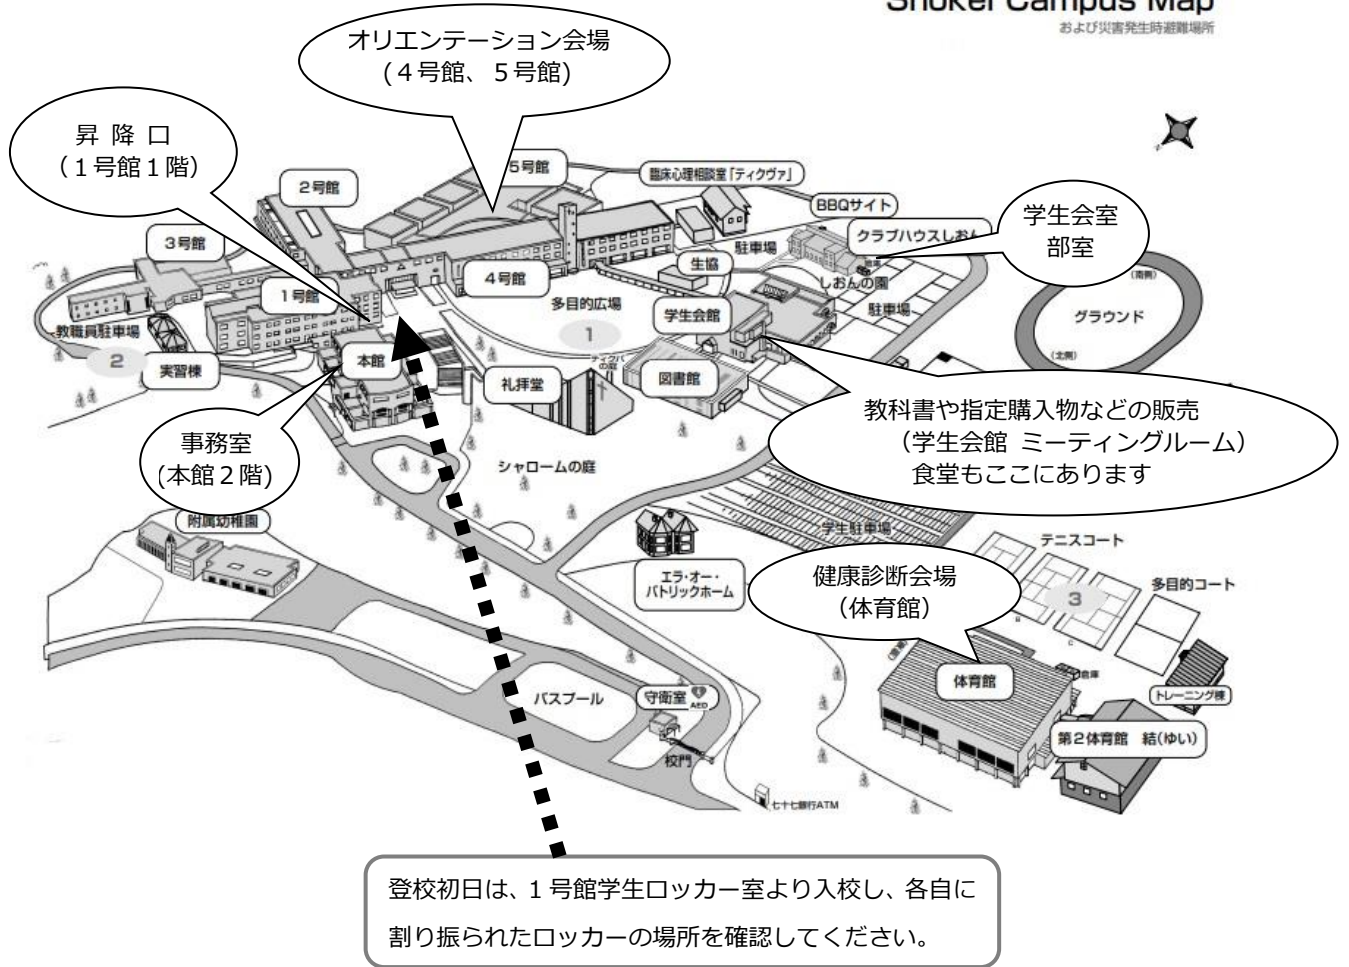 Shokei Campus Map
および災害発生時避難場所
オリエンテーション会場
(４号館、５号館)
昇 降 口
（１号館１階）
5号館
2号館
臨床心理相談室「ティクヴァ」
BBQサイト
学生会室
部室
3号館
クラブハウスしおん
駐車場
倉庫
4号館
生協
しおんの園
(南側)
1号館
多目的広場
1
学生会館
駐車場
グラウンド
教職員駐車場
2
実習棟
本館
礼拝堂
ティクバの庭
図書館
(北側)
教科書や指定購入物などの販売
（学生会館 ミーティングルーム）
食堂もここにあります
事務室
(本館２階)
シャロームの庭
附属幼稚園
学生駐車場
テニスコート
エラ・オー・
パトリックホーム
健康診断会場
（体育館）
3
多目的コート
B
C
体育館
倉庫
トレーニング棟
バスプール
守衛室
AED
第2体育館 結(ゆい)
校門
七十七銀行ATM
登校初日は、１号館学生ロッカー室より入校し、各自に
割り振られたロッカーの場所を確認してください。